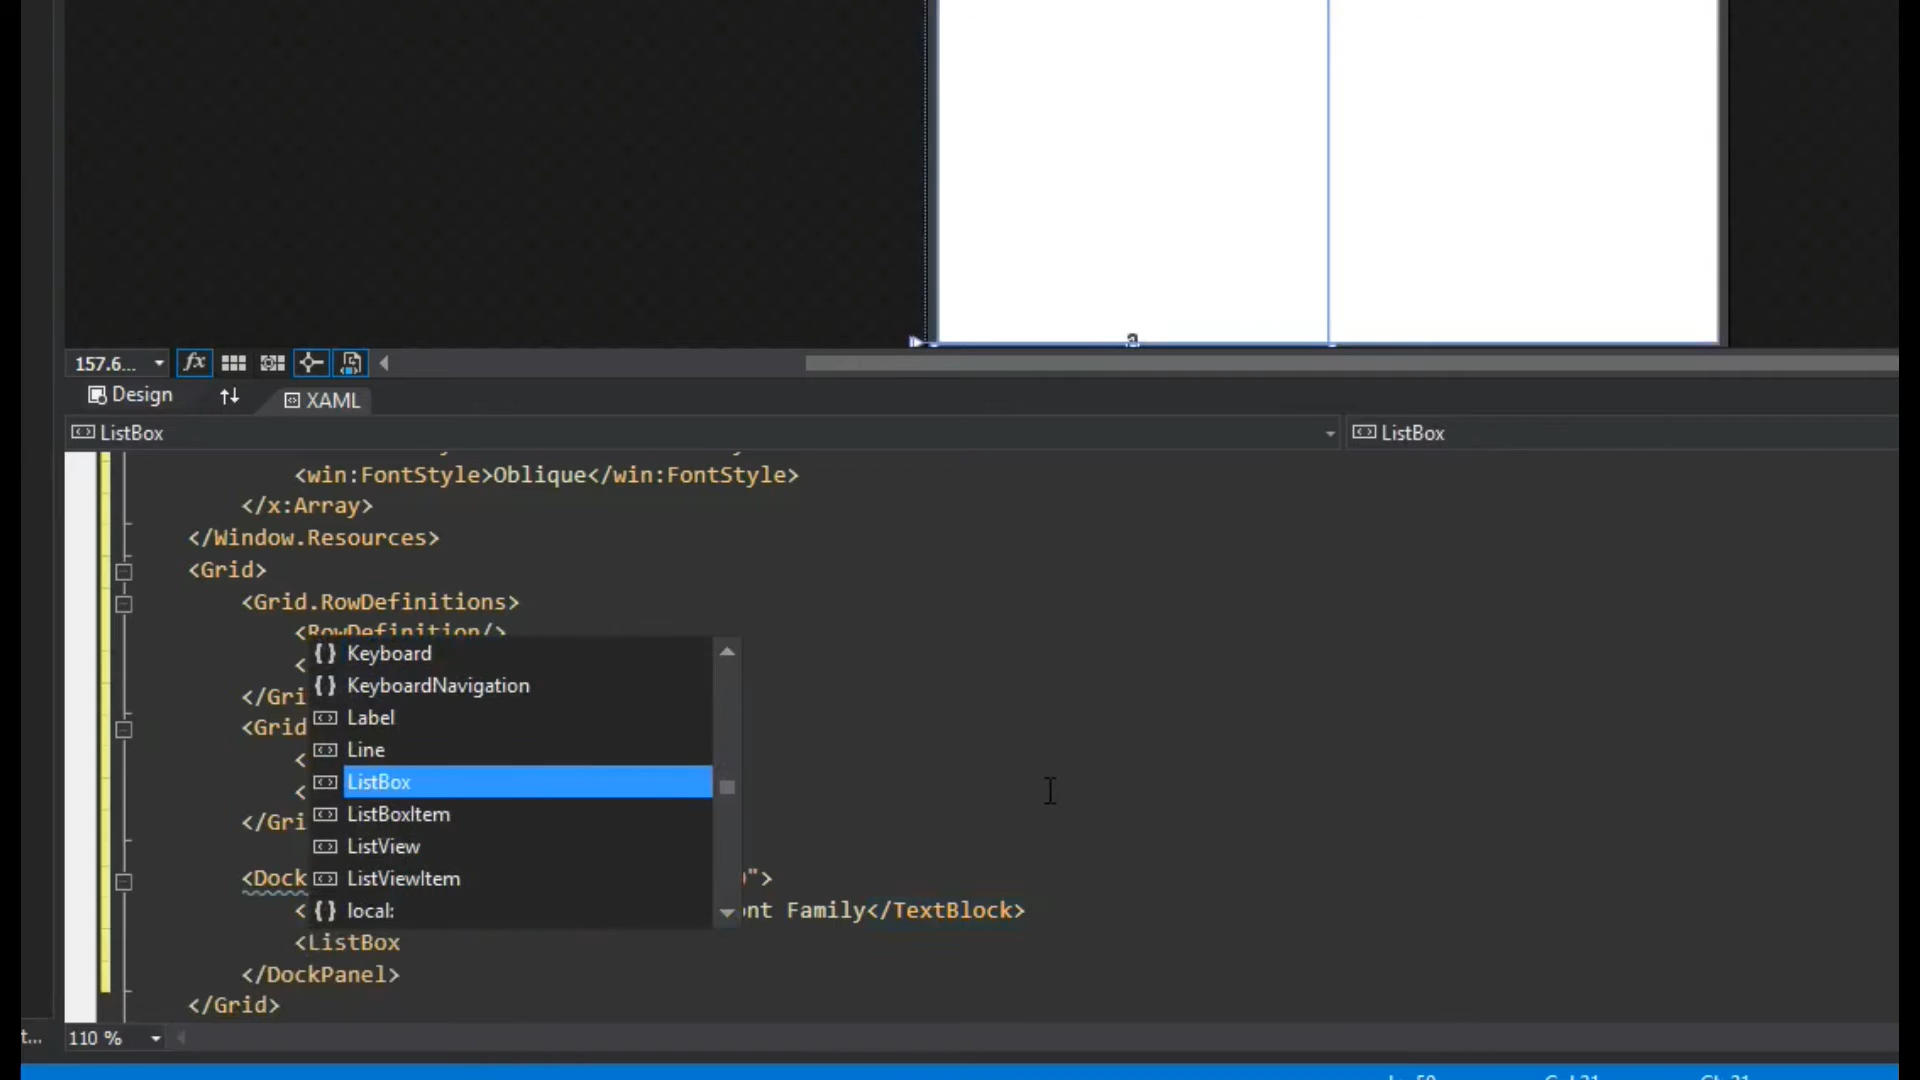 157.6...
fx
Design
XAML
ListBox
ListBox
<win:FontStyle>Oblique</win:FontStyle>
</x:Array>
</Window.Resources>
<Grid>
<Grid.RowDefinitions>
<RowDefinition/>
<
</Gri
<Grid
<
<
</Gri
<Dock
">
<
nt Family</TextBlock>
<ListBox
</DockPanel>
</Grid>
Keyboard
KeyboardNavigation
Label
Line
ListBox
ListBoxItem
ListView
ListViewItem
local:
t...
110 %